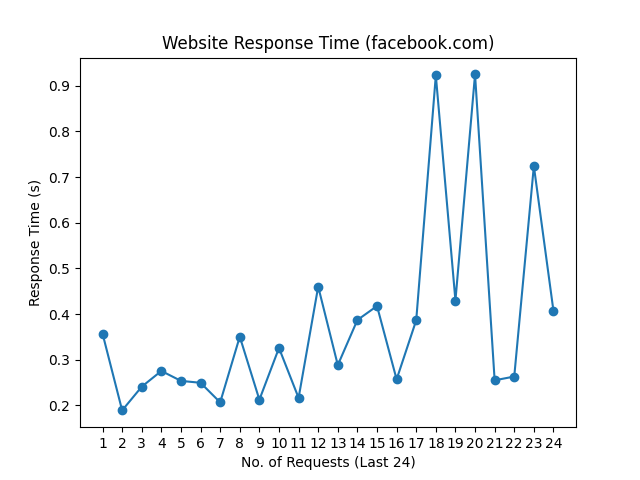 Website Response Time (facebook.com)
0.9
0.8
0.7
0.6
0.5
0.4
0.3
0.2
Response Time (s)
1 2 3 4 5 6 7 8 9 10 11 12 13 14 15 16 17 18 19 20 21 22 23 24
No. of Requests (Last 24)